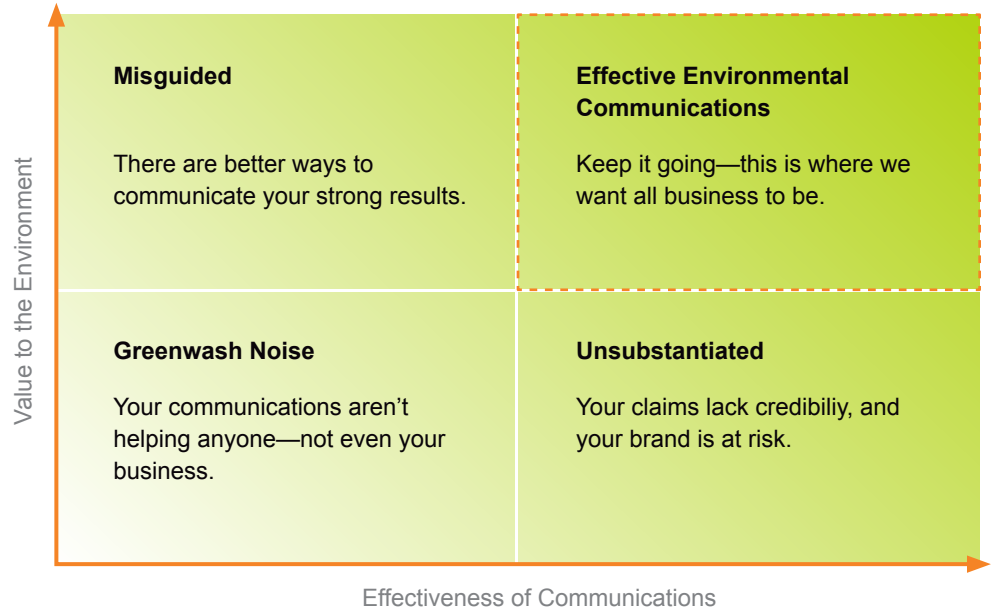 Value to the Environment
Misguided
There are better ways to
communicate your strong results.
Effective Environmental
Communications
Keep it going—this is where we
want all business to be.
Greenwash Noise
Your communications aren’t
helping anyone—not even your
business.
Unsubstantiated
Your claims lack credibiliy, and
your brand is at risk.
Effectiveness of Communications